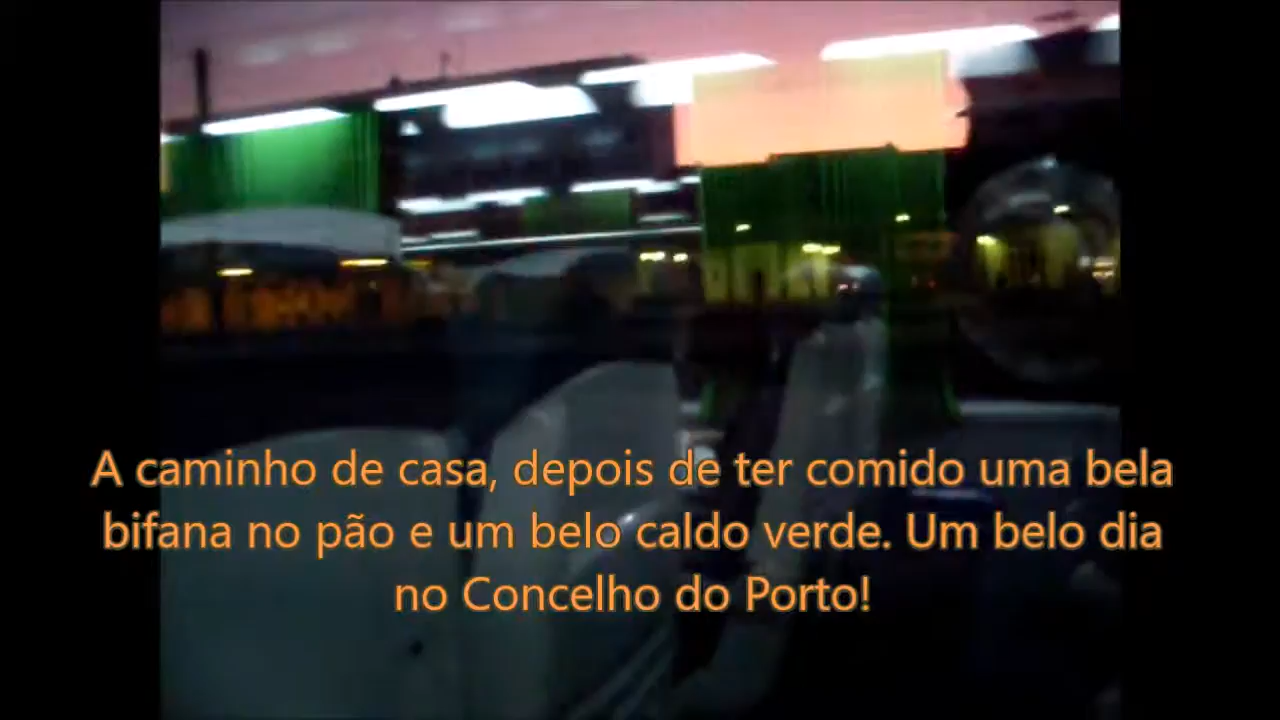 A caminho de casa, depois de ter comido uma bela
bifana no pão e um belo caldo verde. Um belo dia
no Concelho do Porto!